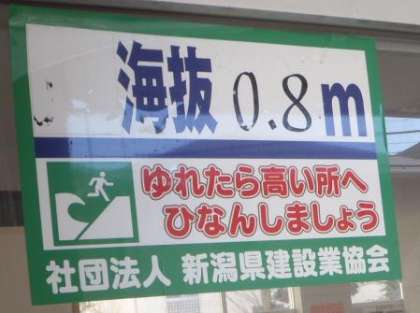 海抜 0.8m
ゆれたら高い所へ
ひなんしましょう
社団法人 新潟県建設業協会